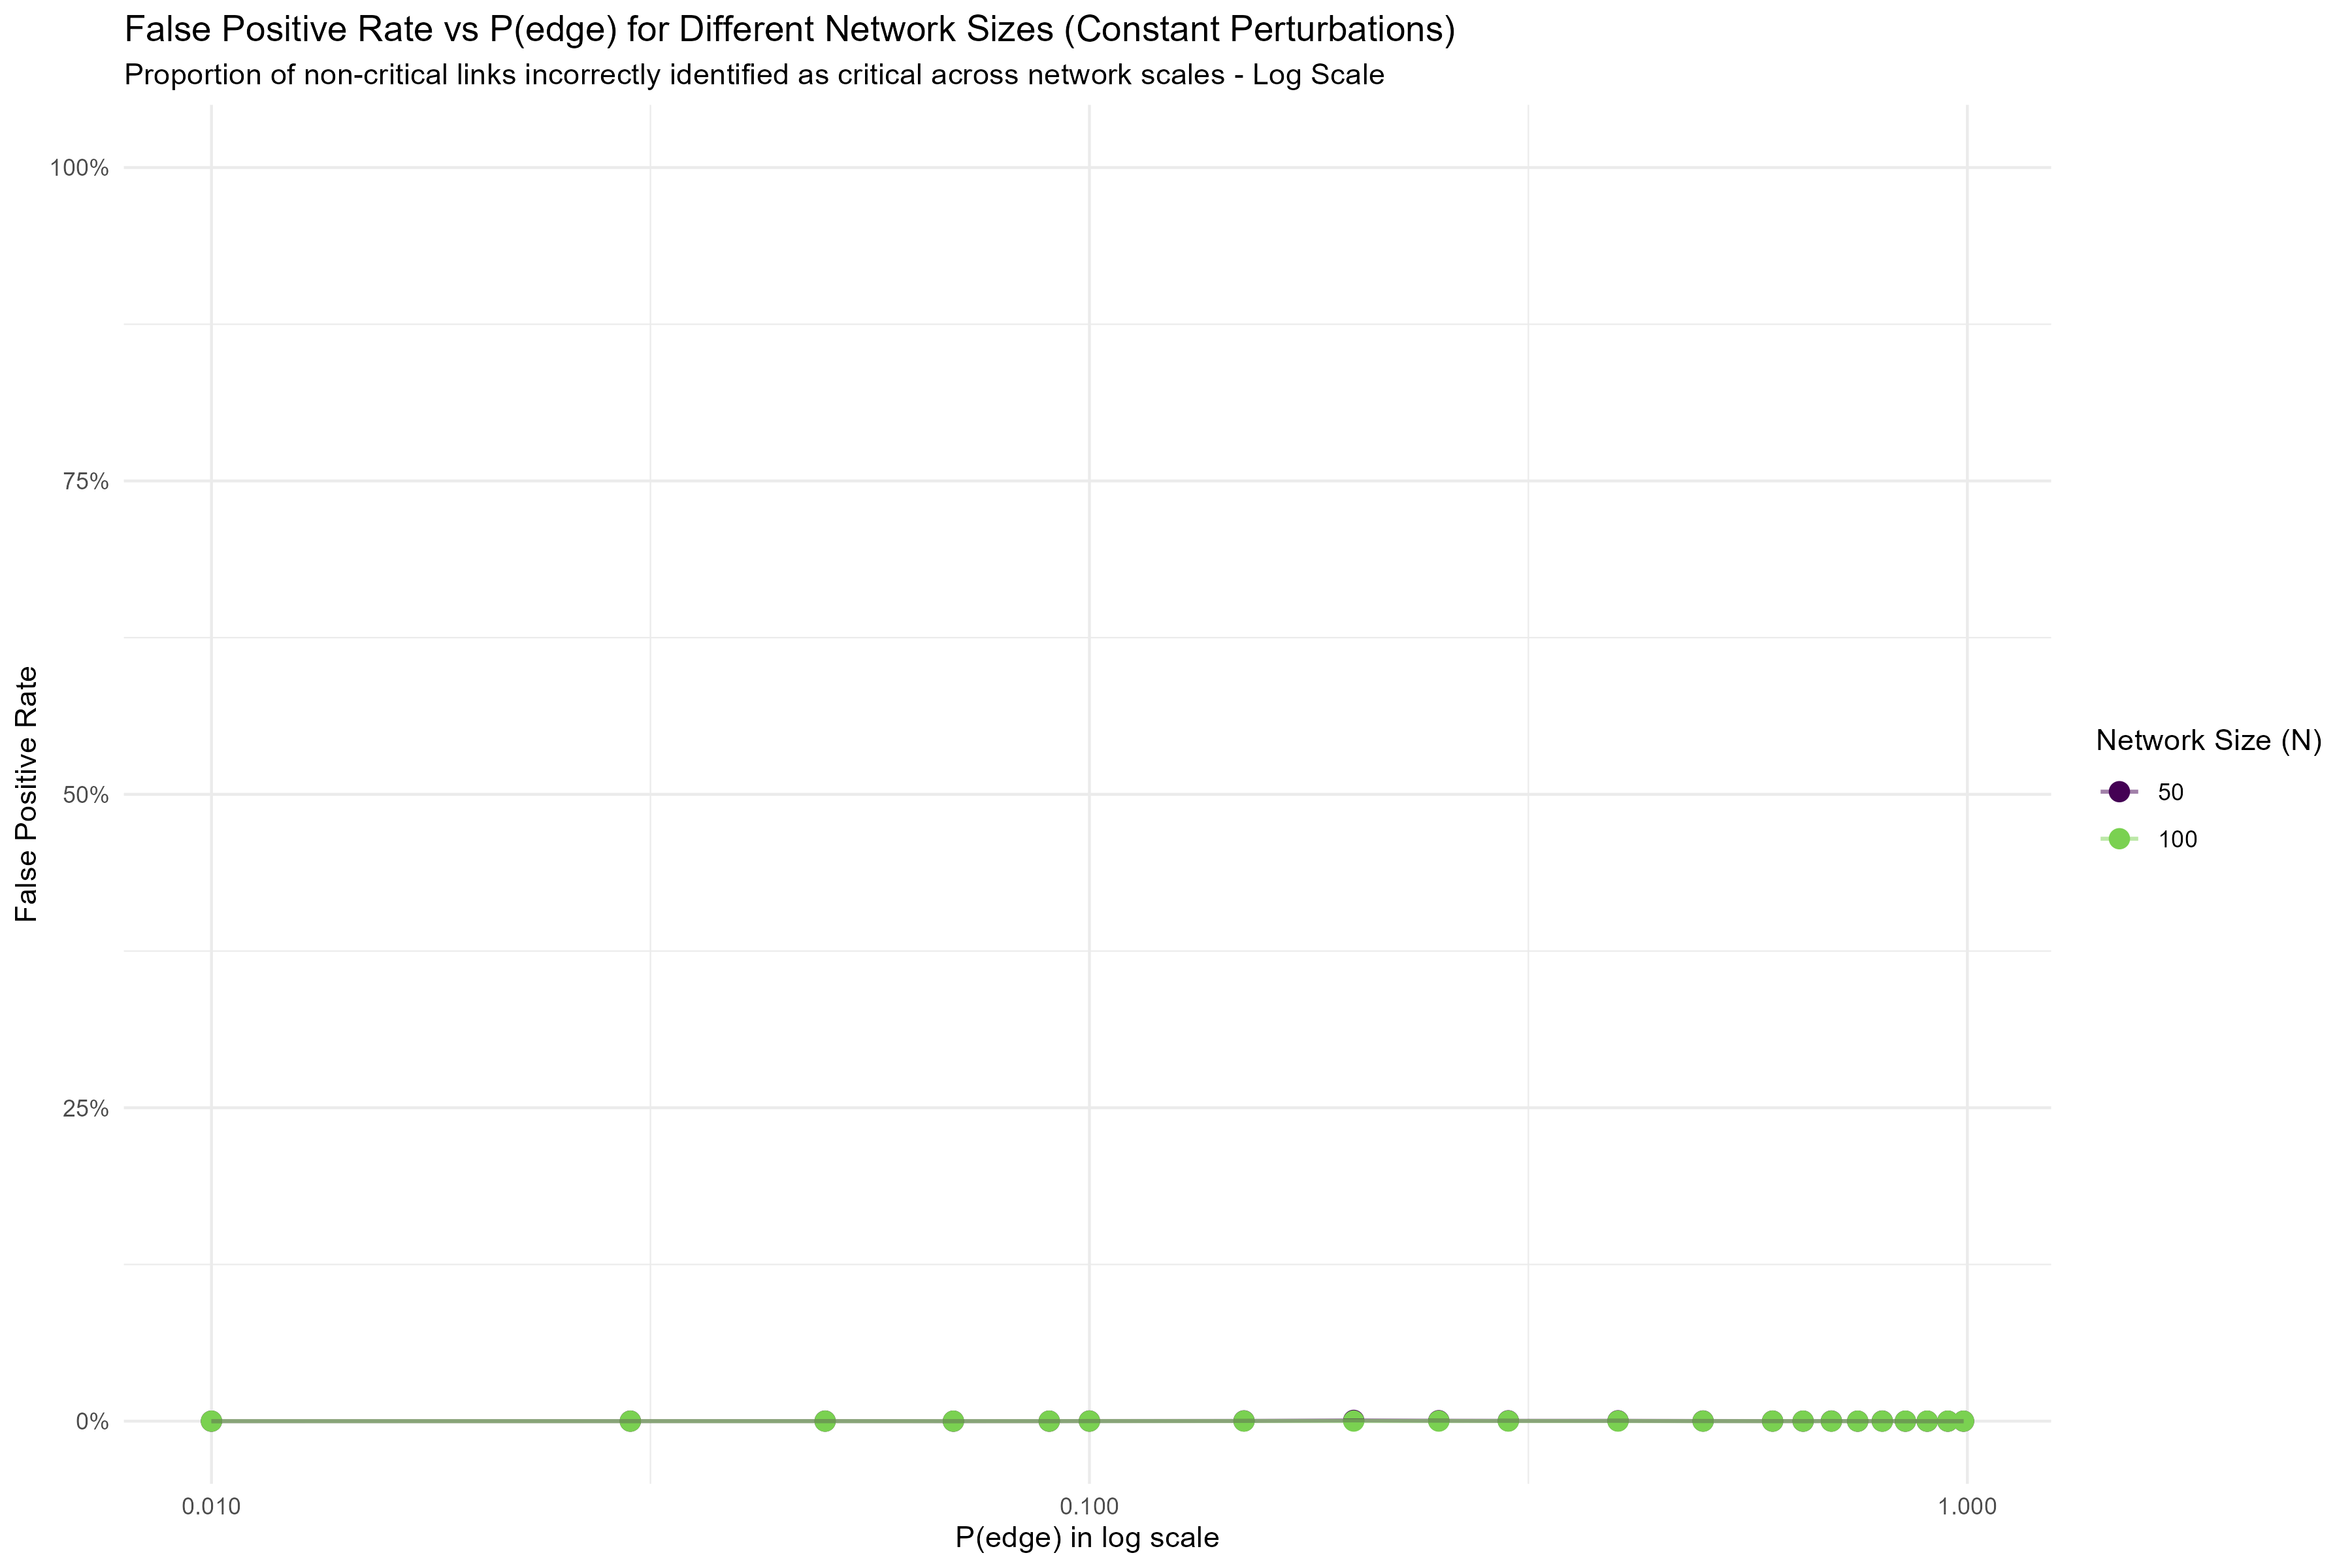 False Positive Rate vs P(edge) for Different Network Sizes (Constant Perturbations)
Proportion of non-critical links incorrectly identified as critical across network scales - Log Scale
100%
75%
50%
25%
0%
False Positive Rate
0.010
0.100
1.000
P(edge) in log scale
Network Size (N)
50
100